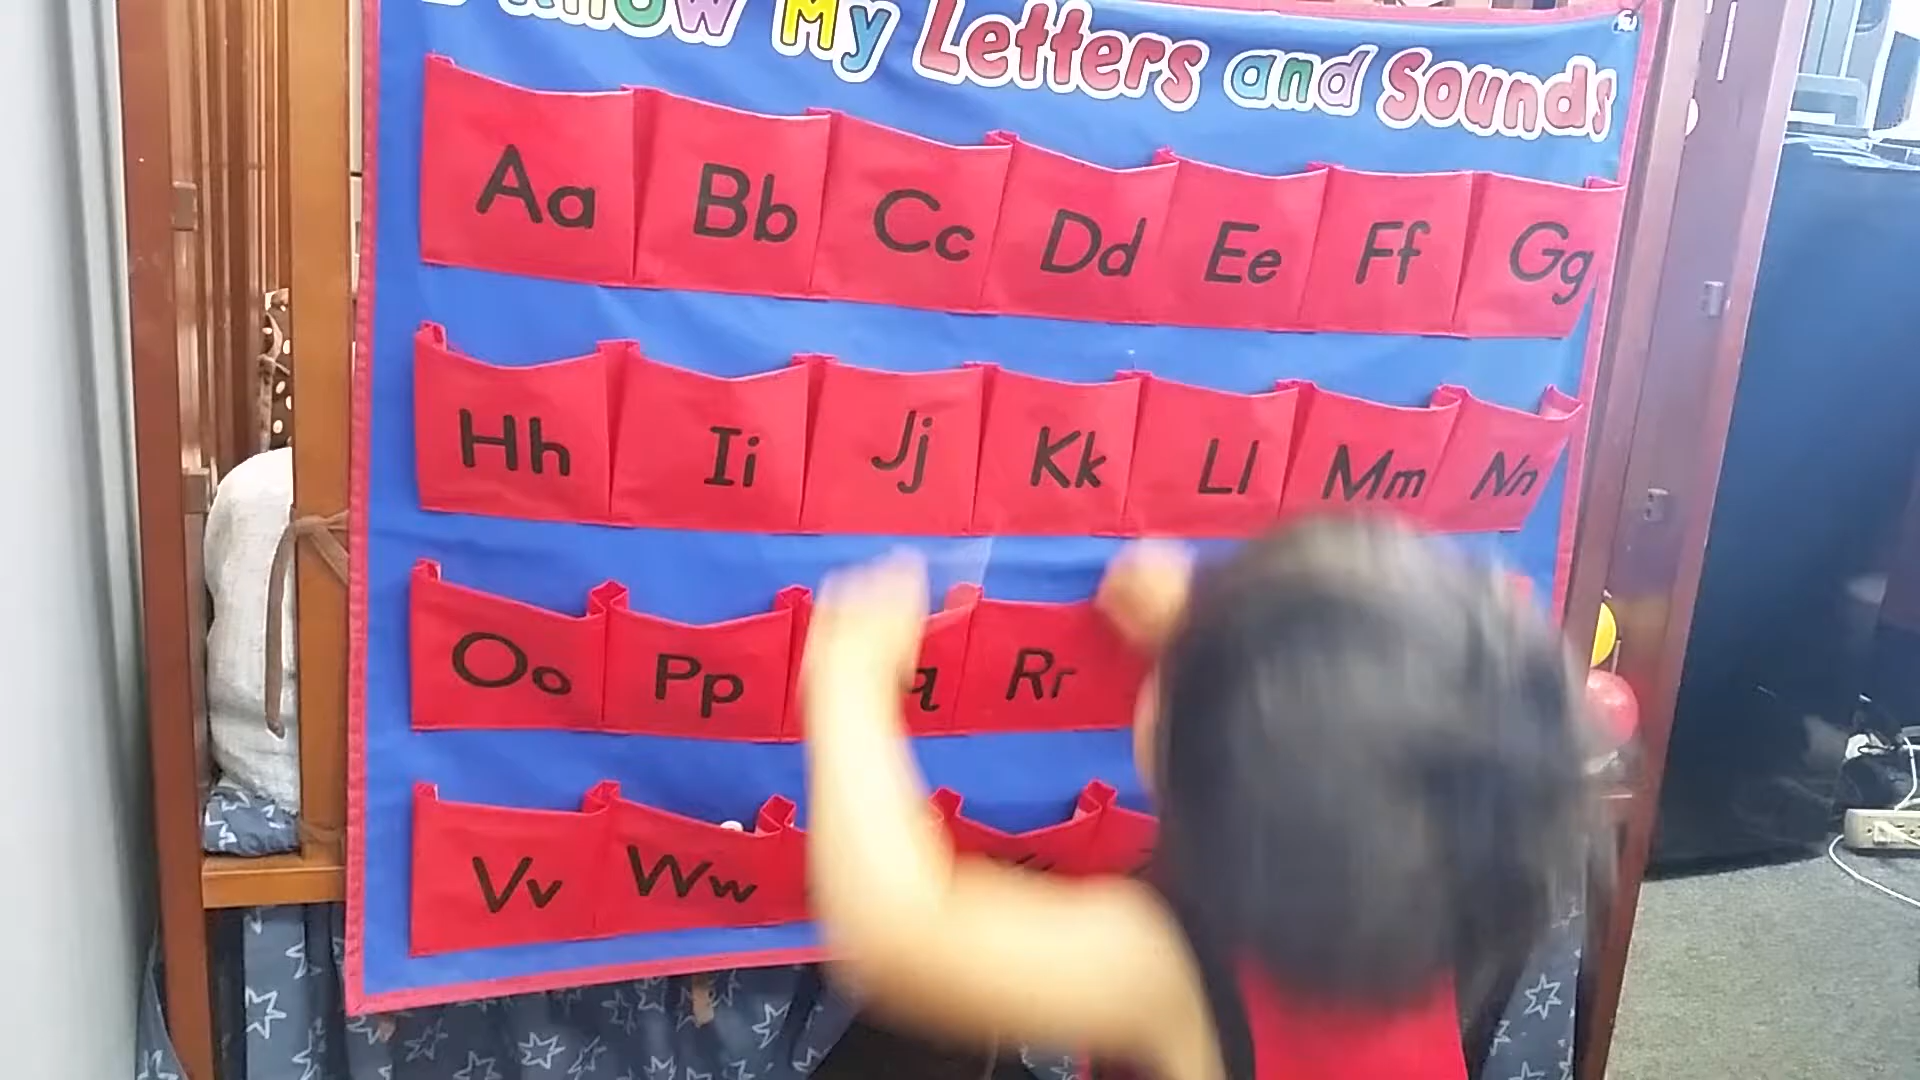 Know My Letters and Sounds
Aa Bb Cc Dd Ee Ff Gg
Hh Ii Jj Kk Ll Mm Nn
Oo Pp q Rr
Vv Ww